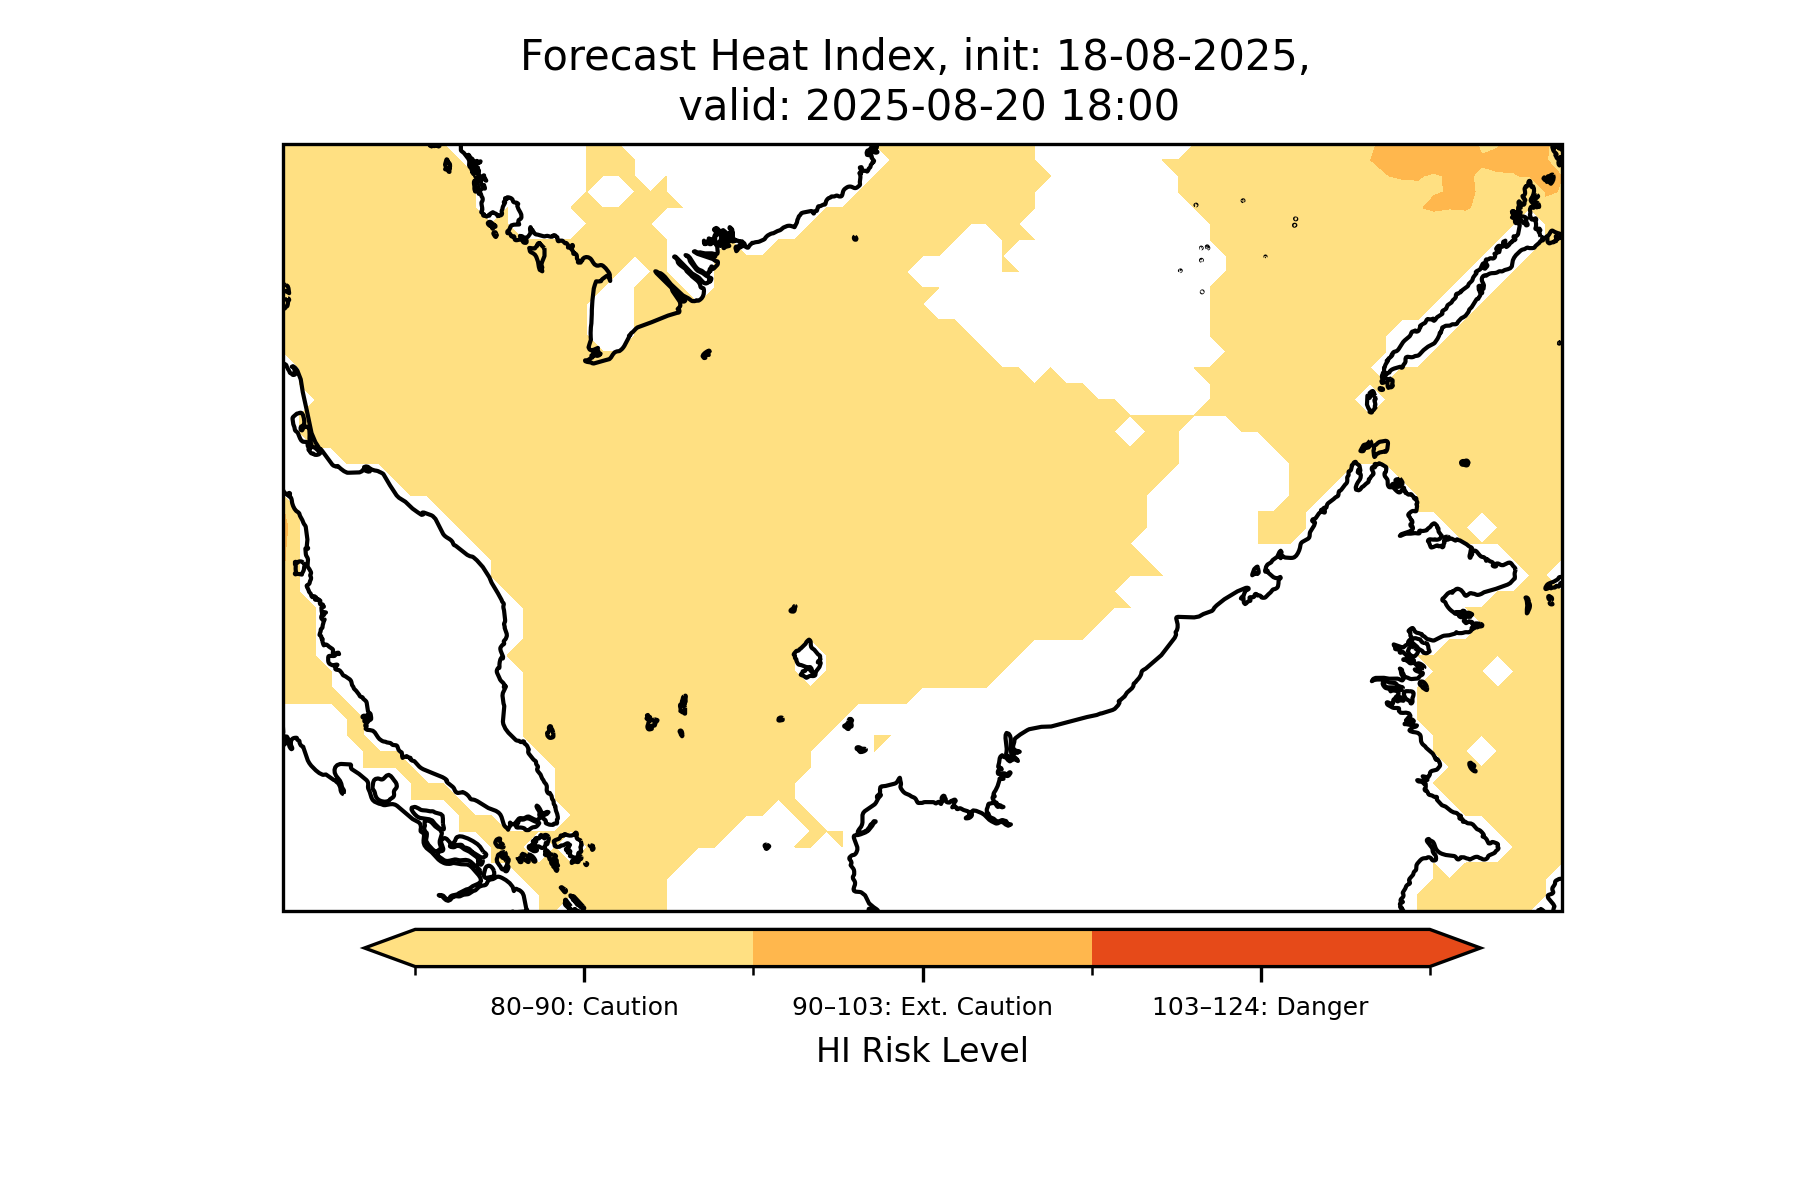 Forecast Heat Index, init: 18-08-2025,
valid: 2025-08-20 18:00
80–90: Caution
90–103: Ext. Caution
103–124: Danger
HI Risk Level